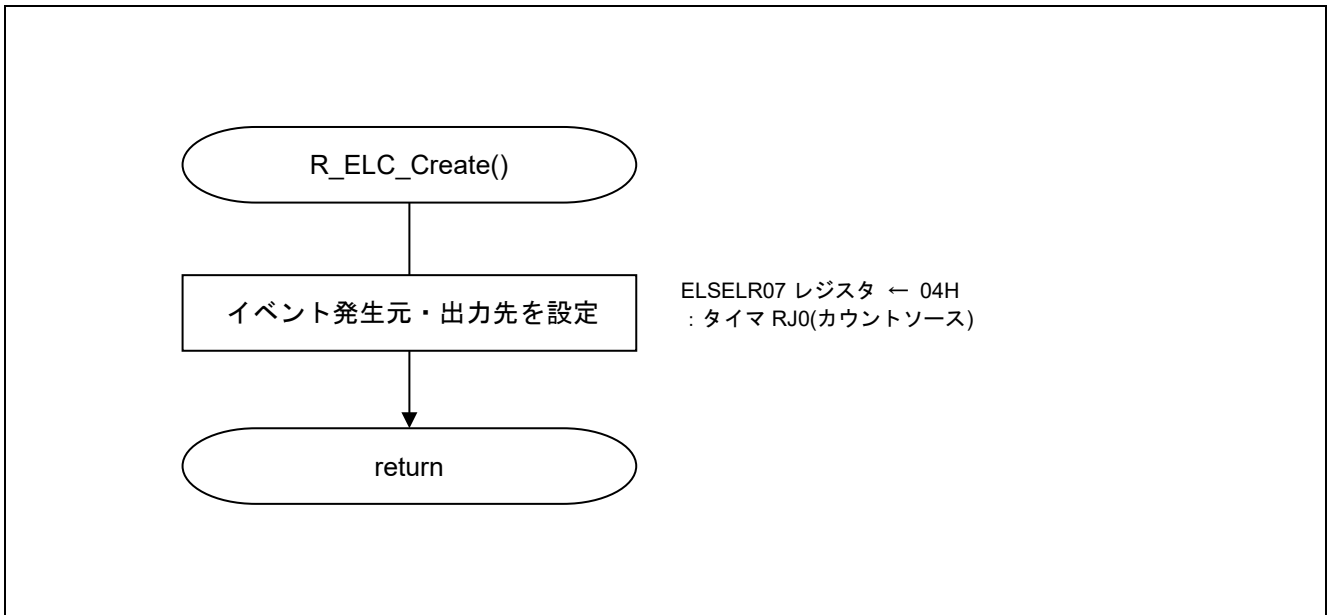 R_ELC_Create()
イベント発生元・出力先を設定
ELSELR07 レジスタ ← 04H
：タイマ RJ0(カウントソース)
return